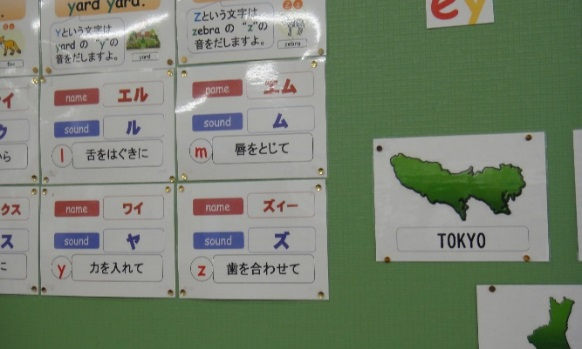 yard yard.
Yという文字は
yard の "y"の
音をだしますよ。
yard
Zという文字は
zebra の "z"の
音をだしますよ。
zebra
ey
イ
ウ
から
name エル
sound ル
l 舌をはぐきに
name エム
sound ム
m 唇をとじて
クス
ス
に
name ワイ
sound ヤ
y 力を入れて
name ズィー
sound ズ
z 歯を合わせて
TOKYO